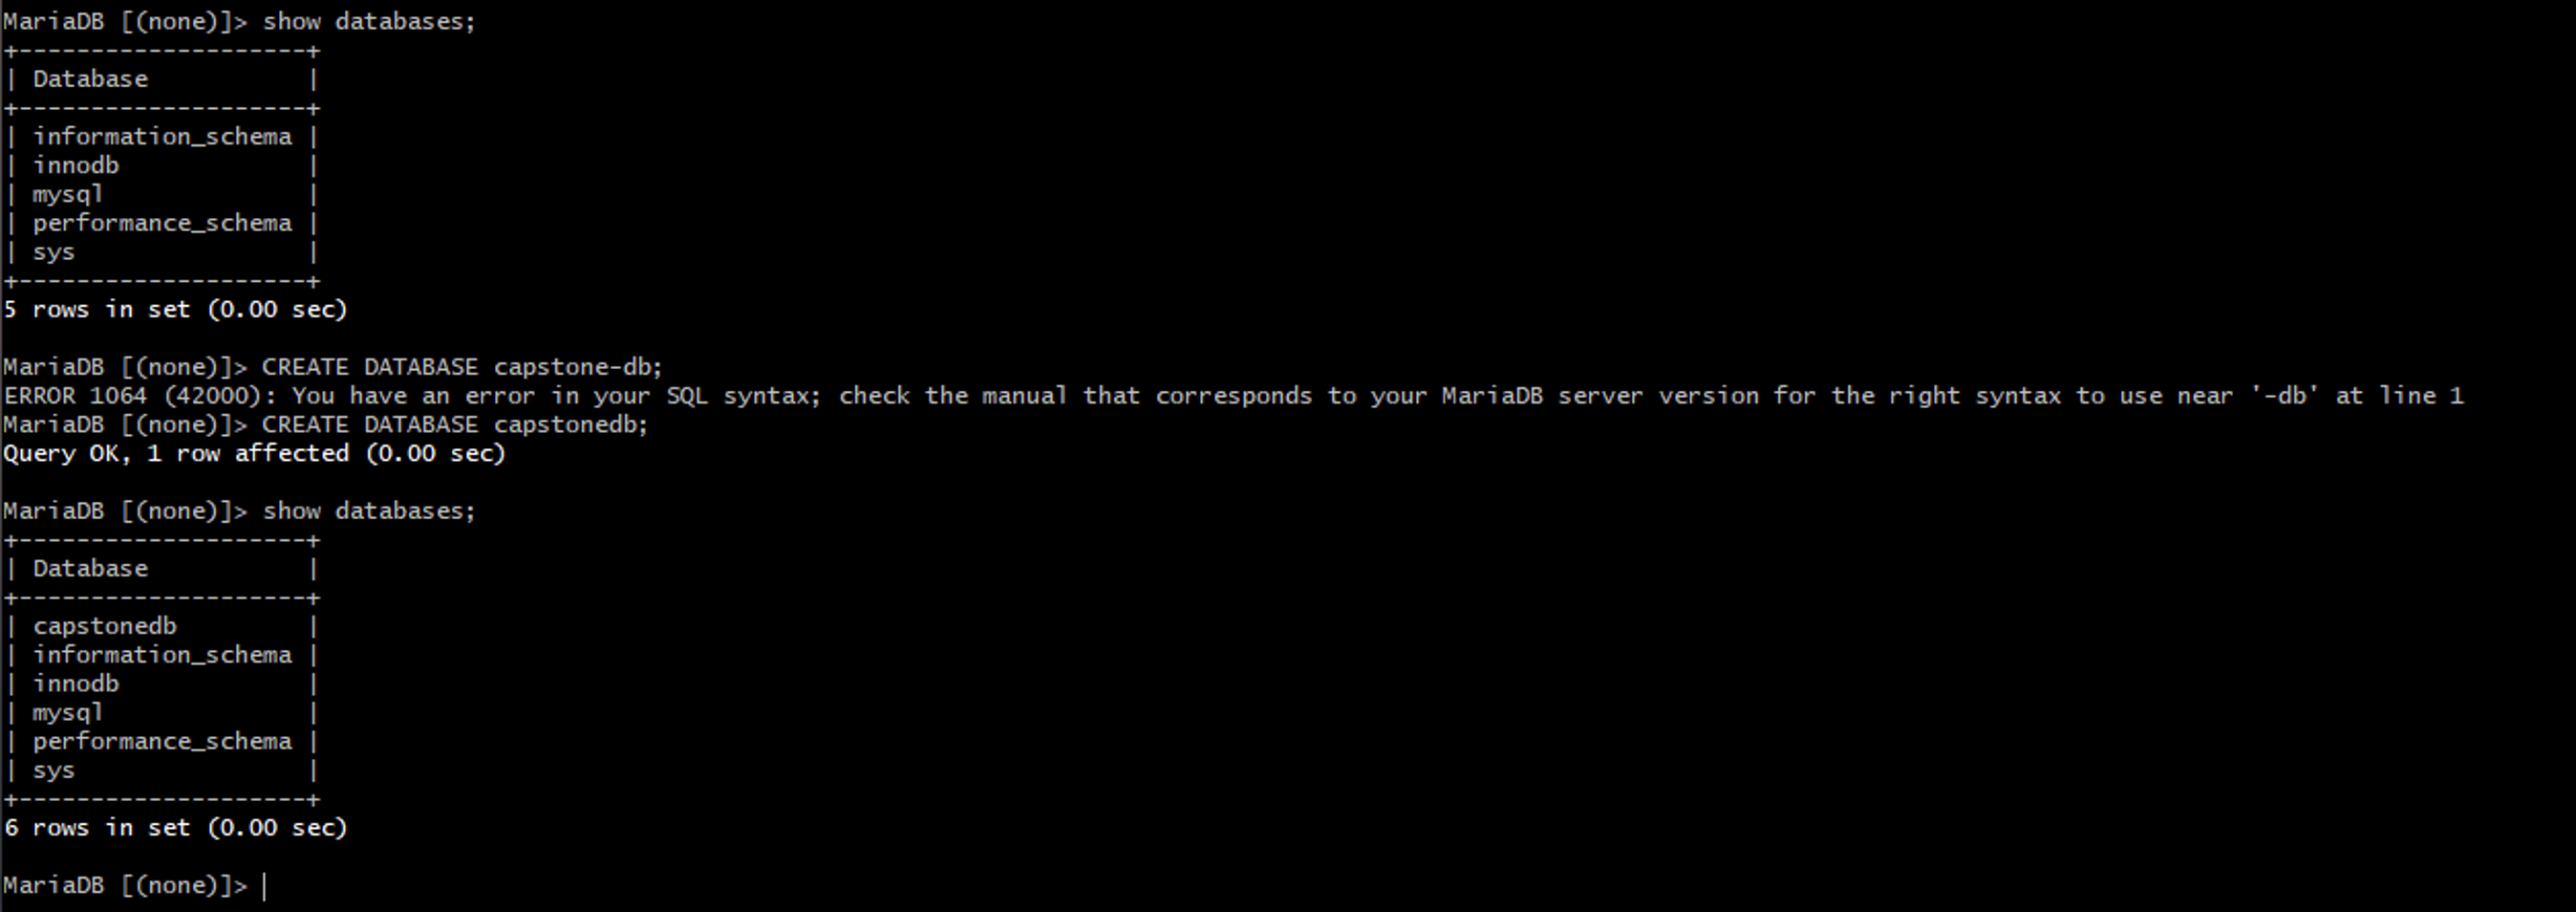 MariaDB [(none)]> show databases;
+--------------------+
| Database           |
+--------------------+
| information_schema |
| innodb             |
| mysql              |
| performance_schema |
| sys                |
+--------------------+
5 rows in set (0.00 sec)

MariaDB [(none)]> CREATE DATABASE capstone-db;
ERROR 1064 (42000): You have an error in your SQL syntax; check the manual that corresponds to your MariaDB server version for the right syntax to use near '-db' at line 1
MariaDB [(none)]> CREATE DATABASE capstonedb;
Query OK, 1 row affected (0.00 sec)

MariaDB [(none)]> show databases;
+--------------------+
| Database           |
+--------------------+
| capstonedb         |
| information_schema |
| innodb             |
| mysql              |
| performance_schema |
| sys                |
+--------------------+
6 rows in set (0.00 sec)

MariaDB [(none)]>